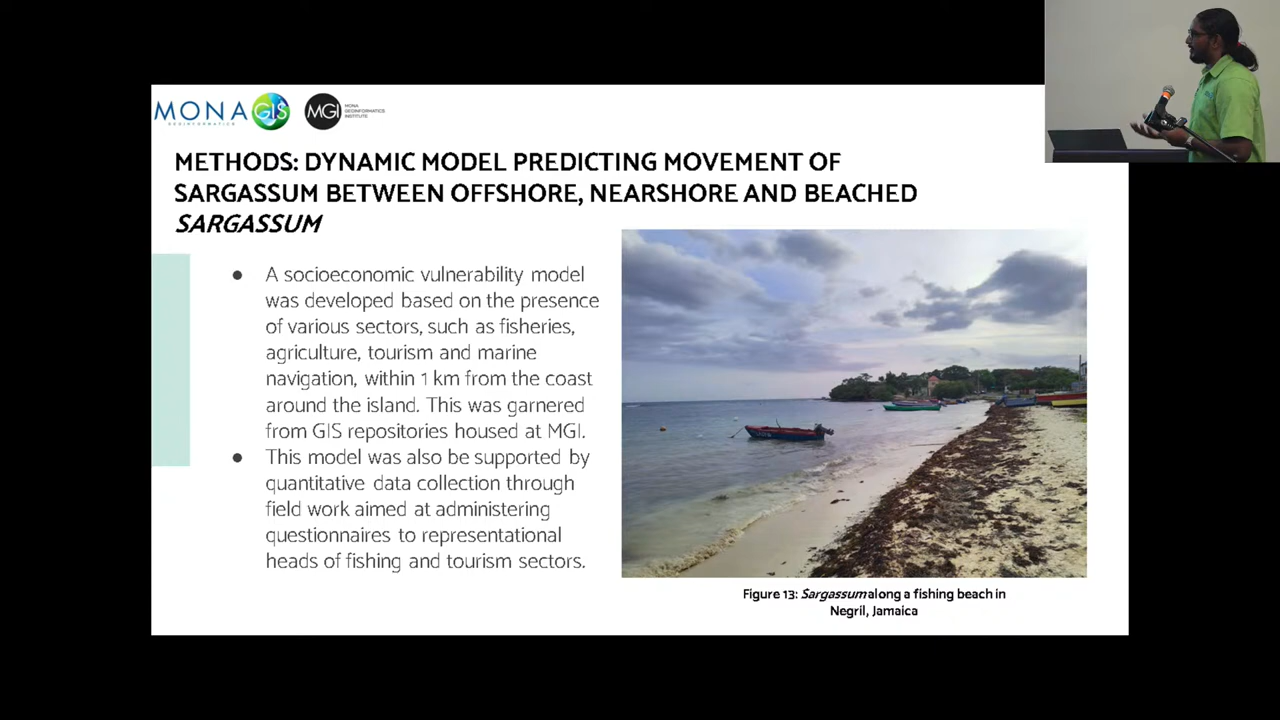 MONA GIS
GEOINFORMATICS
MGI
MONA
GEOINFORMATICS
INSTITUTE
METHODS: DYNAMIC MODEL PREDICTING MOVEMENT OF
SARGASSUM BETWEEN OFFSHORE, NEARSHORE AND BEACHED
SARGASSUM
● A socioeconomic vulnerability model
was developed based on the presence
of various sectors, such as fisheries,
agriculture, tourism and marine
navigation, within 1 km from the coast
around the island. This was garnered
from GIS repositories housed at MGI.
● This model was also be supported by
quantitative data collection through
field work aimed at administering
questionnaires to representational
heads of fishing and tourism sectors.
Figure 13: Sargassum along a fishing beach in
Negril, Jamaica